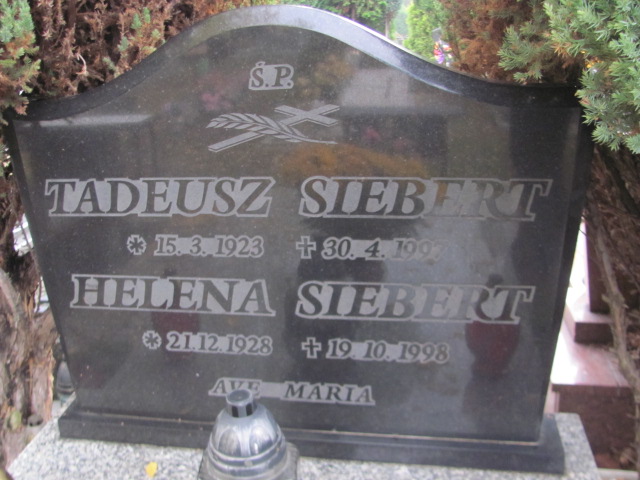 Ś.P.
TADEUSZ SIEBERT
* 15.3.1923
HELENA SIEBERT
* 21.12.1928 ✝ 19.10.1998
AVE MARIA